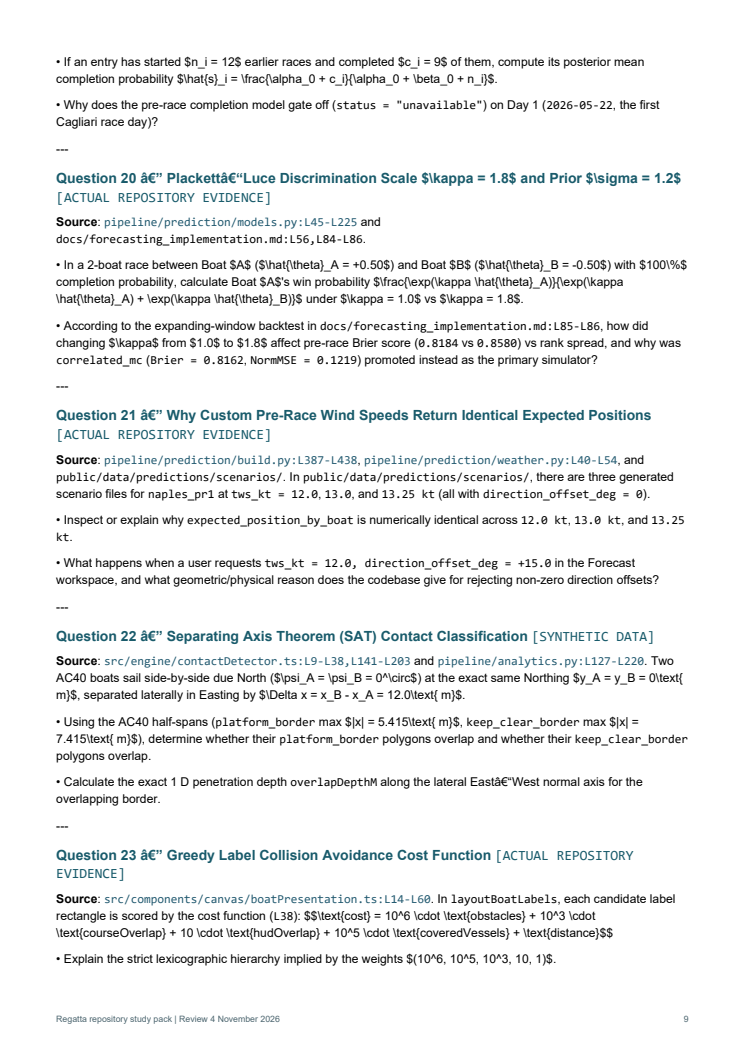 • If an entry has started $n_i = 12$ earlier races and completed $c_i = 9$ of them, compute its posterior mean
completion probability $\hat{s}_i = \frac{\alpha_0 + c_i}{\alpha_0 + \beta_0 + n_i}$.
• Why does the pre-race completion model gate off (status = "unavailable") on Day 1 (2026-05-22, the first
Cagliari race day)?
---
Question 20 â€” Plackettâ€“Luce Discrimination Scale $\kappa = 1.8$ and Prior $\sigma = 1.2$
[ACTUAL REPOSITORY EVIDENCE]
Source: pipeline/prediction/models.py:L45-L225 and
docs/forecasting_implementation.md:L56,L84-L86.
• In a 2-boat race between Boat $A$ ($\hat{\theta}_A = +0.50$) and Boat $B$ ($\hat{\theta}_B = -0.50$) with $100\%$
completion probability, calculate Boat $A$'s win probability $\frac{\exp(\kappa \hat{\theta}_A)}{\exp(\kappa
\hat{\theta}_A) + \exp(\kappa \hat{\theta}_B)}$ under $\kappa = 1.0$ vs $\kappa = 1.8$.
• According to the expanding-window backtest in docs/forecasting_implementation.md:L85-L86, how did
changing $\kappa$ from $1.0$ to $1.8$ affect pre-race Brier score (0.8184 vs 0.8580) vs rank spread, and why was
correlated_mc (Brier = 0.8162, NormMSE = 0.1219) promoted instead as the primary simulator?
---
Question 21 â€” Why Custom Pre-Race Wind Speeds Return Identical Expected Positions
[ACTUAL REPOSITORY EVIDENCE]
Source: pipeline/prediction/build.py:L387-L438, pipeline/prediction/weather.py:L40-L54, and
public/data/predictions/scenarios/. In public/data/predictions/scenarios/, there are three generated
scenario files for naples_pr1 at tws_kt = 12.0, 13.0, and 13.25 kt (all with direction_offset_deg = 0).
• Inspect or explain why expected_position_by_boat is numerically identical across 12.0 kt, 13.0 kt, and 13.25
kt.
• What happens when a user requests tws_kt = 12.0, direction_offset_deg = +15.0 in the Forecast
workspace, and what geometric/physical reason does the codebase give for rejecting non-zero direction offsets?
---
Question 22 â€” Separating Axis Theorem (SAT) Contact Classification [SYNTHETIC DATA]
Source: src/engine/contactDetector.ts:L9-L38,L141-L203 and pipeline/analytics.py:L127-L220. Two
AC40 boats sail side-by-side due North ($\psi_A = \psi_B = 0^\circ$) at the exact same Northing $y_A = y_B = 0\text{
m}$, separated laterally in Easting by $\Delta x = x_B - x_A = 12.0\text{ m}$.
• Using the AC40 half-spans (platform_border max $|x| = 5.415\text{ m}$, keep_clear_border max $|x| =
7.415\text{ m}$), determine whether their platform_border polygons overlap and whether their keep_clear_border
polygons overlap.
• Calculate the exact 1 D penetration depth overlapDepthM along the lateral Eastâ€“West normal axis for the
overlapping border.
---
Question 23 â€” Greedy Label Collision Avoidance Cost Function [ACTUAL REPOSITORY
EVIDENCE]
Source: src/components/canvas/boatPresentation.ts:L14-L60. In layoutBoatLabels, each candidate label
rectangle is scored by the cost function (L38): $$\text{cost} = 10^6 \cdot \text{obstacles} + 10^3 \cdot
\text{courseOverlap} + 10 \cdot \text{hudOverlap} + 10^5 \cdot \text{coveredVessels} + \text{distance}$$
• Explain the strict lexicographic hierarchy implied by the weights $(10^6, 10^5, 10^3, 10, 1)$.
Regatta repository study pack | Review 4 November 2026
9